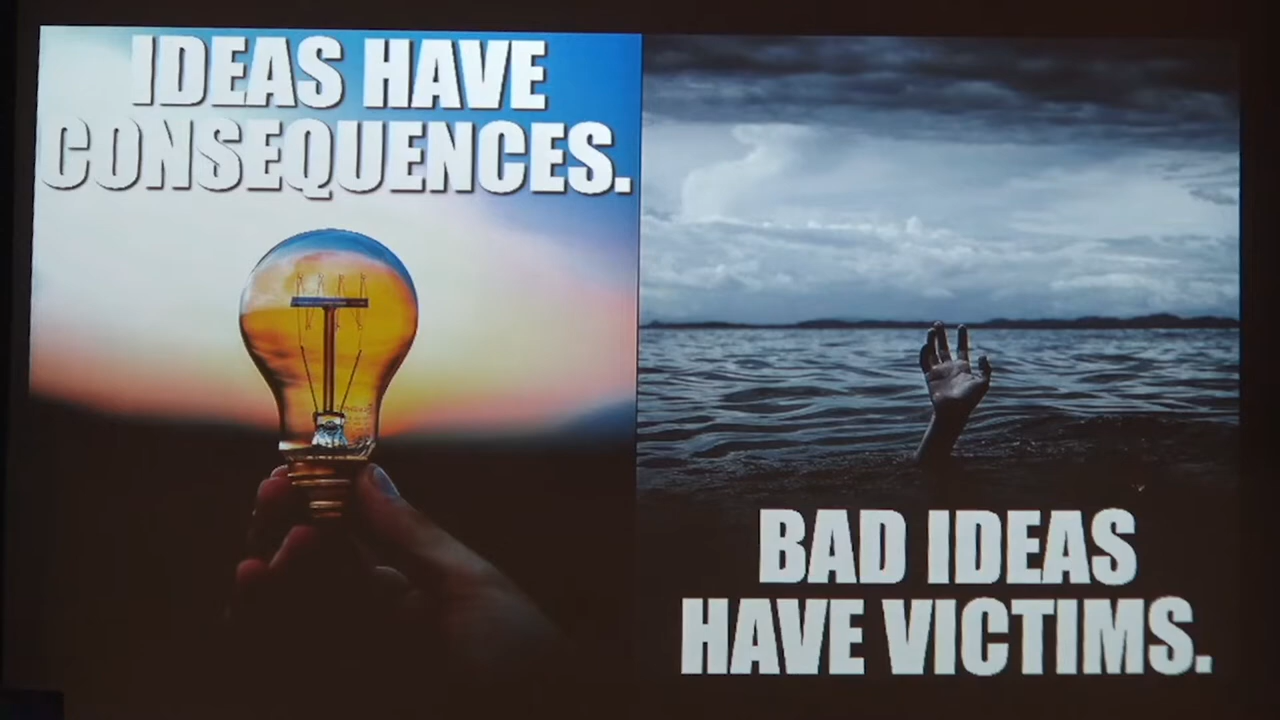 IDEAS HAVE
CONSEQUENCES.
BAD IDEAS
HAVE VICTIMS.